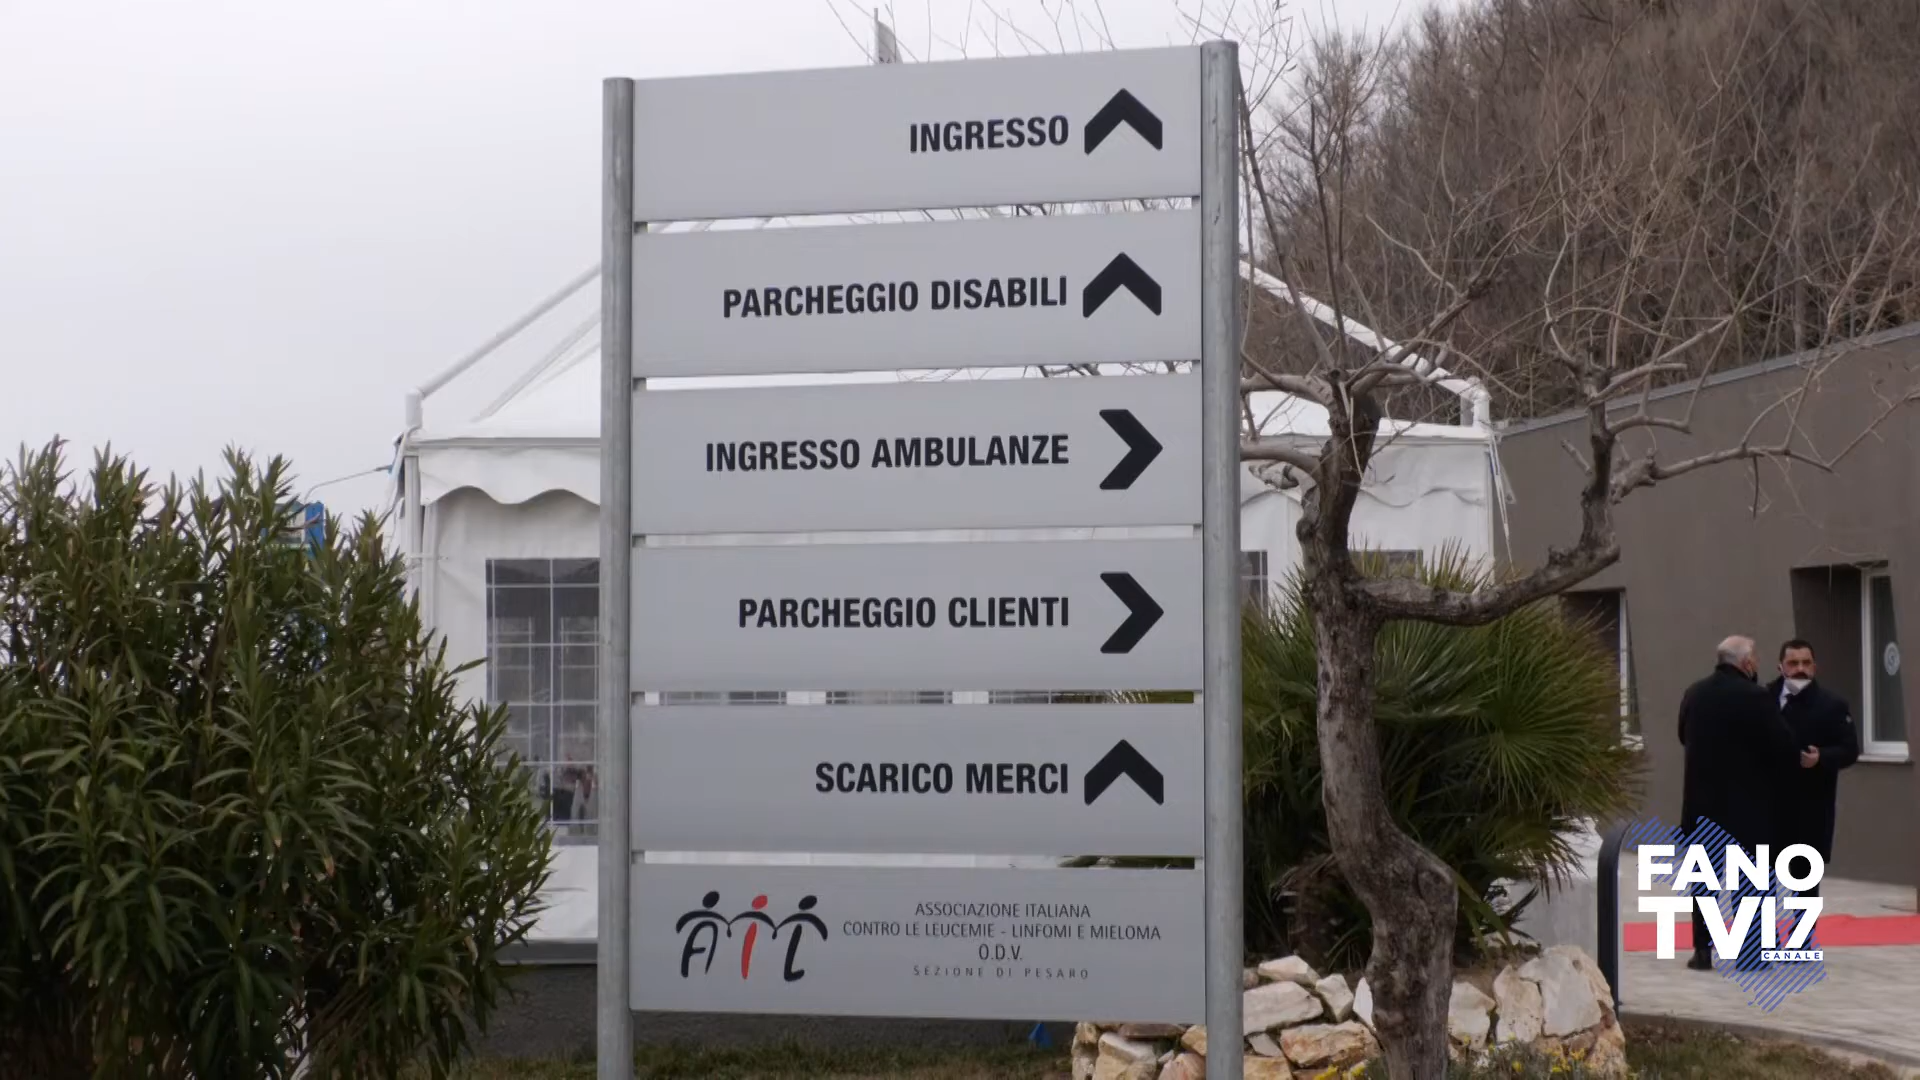 INGRESSO
PARCHEGGIO DISABILI
INGRESSO AMBULANZE
PARCHEGGIO CLIENTI
SCARICO MERCI
AIL
ASSOCIAZIONE ITALIANA
CONTRO LE LEUCEMIE - LINFOMI E MIELOMA
O.D.V.
SEZIONE DI PESARO
FANO
TV17
CANALE